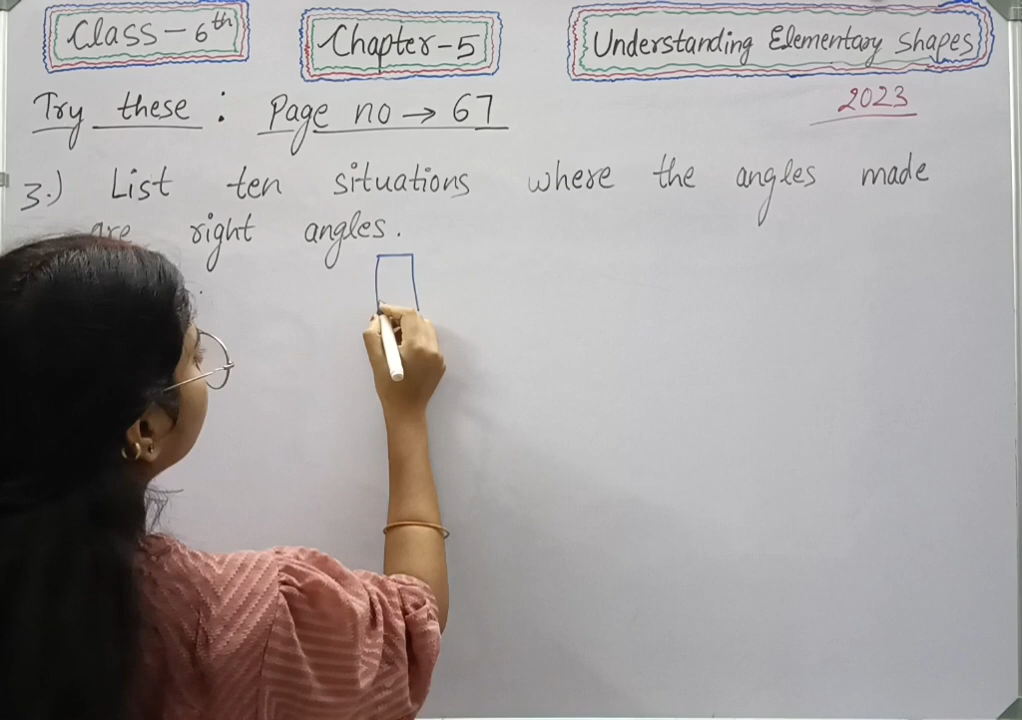 Class - 6th
Chapter-5
Understanding Elementary Shapes
Try these : Page no → 67
2023
3.) List ten situations where the angles made
are right angles.